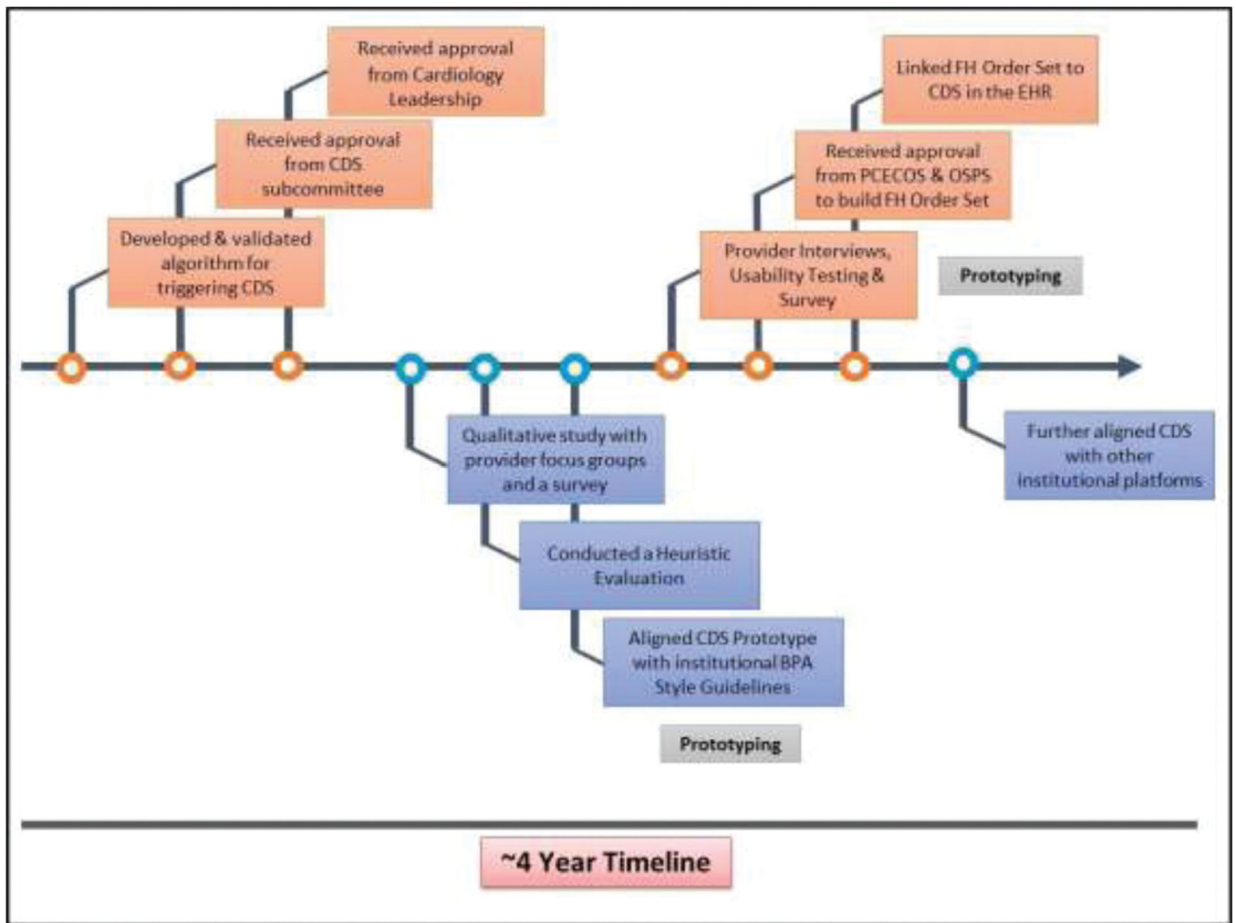 Received approval
from Cardiology
Leadership
Received approval
from CDS
subcommittee
Developed & validated
algorithm for
triggering CDS
Linked FH Order Set to
CDS in the EHR
Received approval
from PCECOS & OSPS
to build FH Order Set
Provider Interviews,
Usability Testing &
Survey
Prototyping
Qualitative study with
provider focus groups
and a survey
Conducted a Heuristic
Evaluation
Aligned CDS Prototype
with institutional BPA
Style Guidelines
Prototyping
Further aligned CDS
with other
institutional platforms
~4 Year Timeline